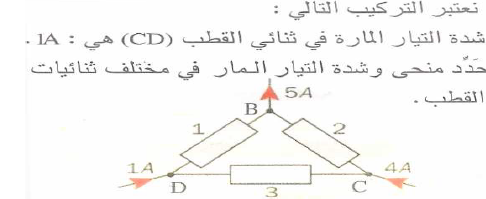 نعتبر التركيب التالي :
شدة التيار المارة في ثنائي القطب (CD) هي : 1A .
حَدِّد منحى وشدة التيار المار في مختلف ثنائيات
القطب .
5A
B
1
2
1A
4A
D
3
C